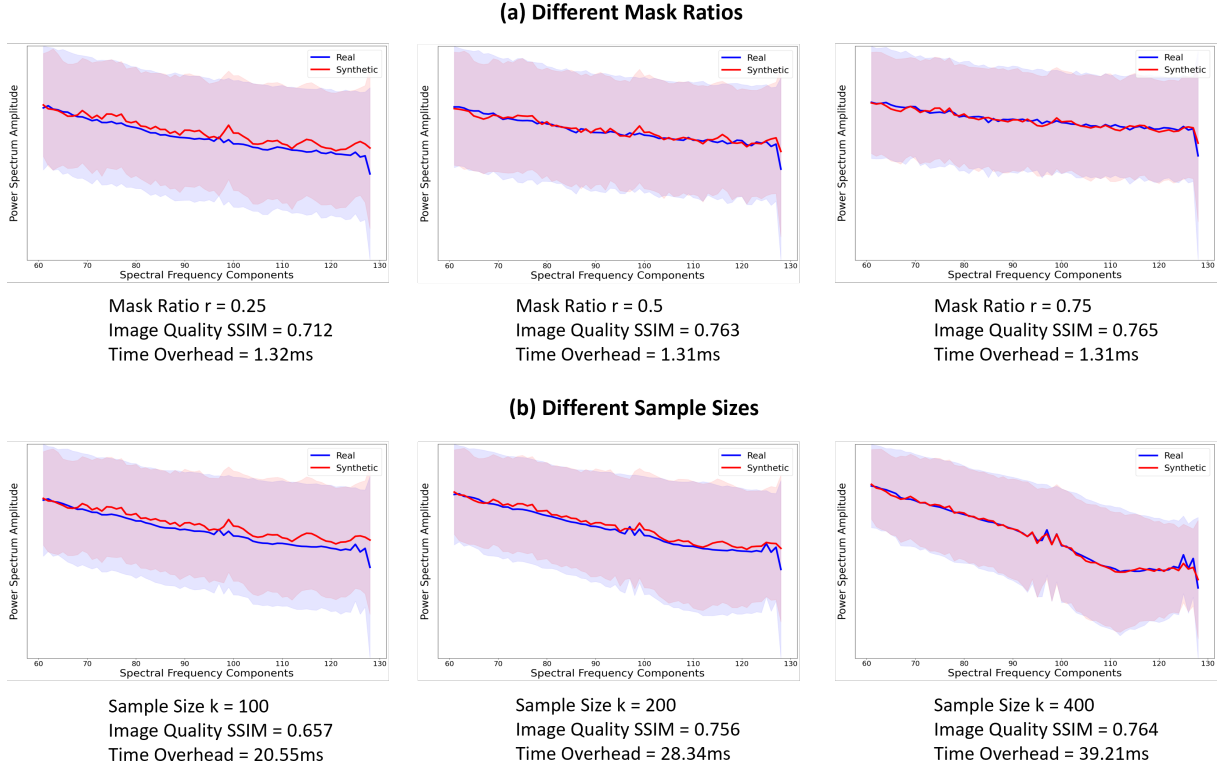 (a) Different Mask Ratios
Power Spectrum Amplitude
Real
Synthetic
60 70 80 90 100 110 120 130
Spectral Frequency Components
Mask Ratio r = 0.25
Image Quality SSIM = 0.712
Time Overhead = 1.32ms
Power Spectrum Amplitude
Real
Synthetic
60 70 80 90 100 110 120 130
Spectral Frequency Components
Mask Ratio r = 0.5
Image Quality SSIM = 0.763
Time Overhead = 1.31ms
Power Spectrum Amplitude
Real
Synthetic
60 70 80 90 100 110 120 130
Spectral Frequency Components
Mask Ratio r = 0.75
Image Quality SSIM = 0.765
Time Overhead = 1.31ms
(b) Different Sample Sizes
Power Spectrum Amplitude
Real
Synthetic
60 70 80 90 100 110 120 130
Spectral Frequency Components
Sample Size k = 100
Image Quality SSIM = 0.657
Time Overhead = 20.55ms
Power Spectrum Amplitude
Real
Synthetic
60 70 80 90 100 110 120 130
Spectral Frequency Components
Sample Size k = 200
Image Quality SSIM = 0.756
Time Overhead = 28.34ms
Power Spectrum Amplitude
Real
Synthetic
60 70 80 90 100 110 120 130
Spectral Frequency Components
Sample Size k = 400
Image Quality SSIM = 0.764
Time Overhead = 39.21ms